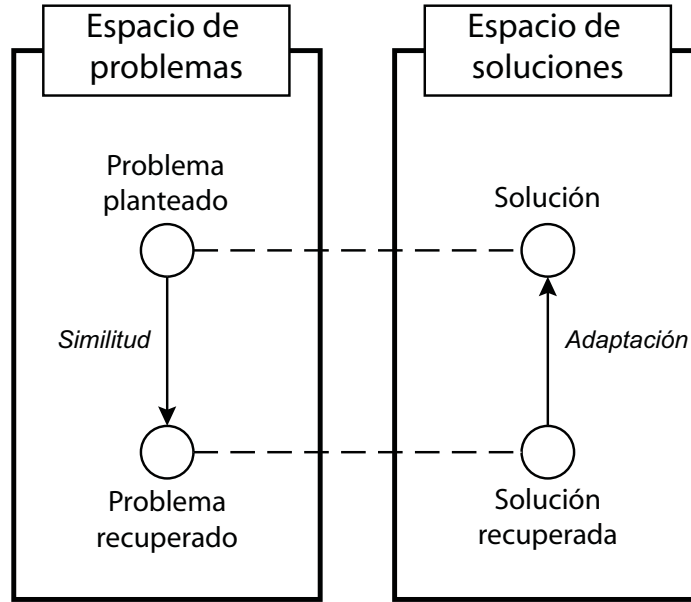 Espacio de
problemas
Espacio de
soluciones
Problema
planteado
Solución
Similitud
Adaptación
Problema
recuperado
Solución
recuperada